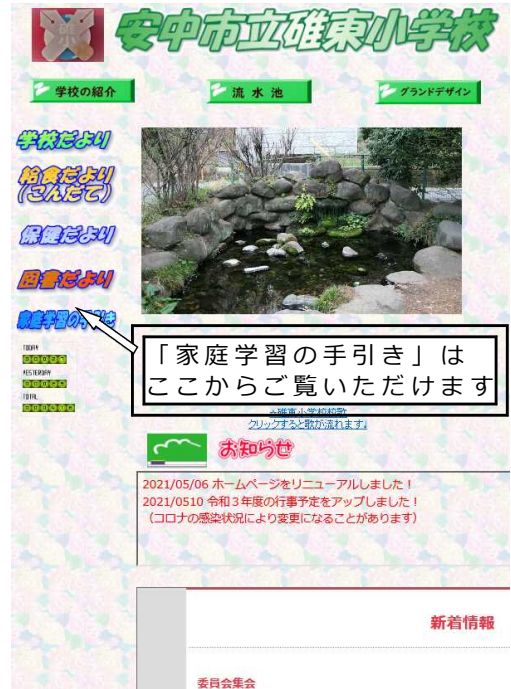 安中市立碓東小学校
学校の紹介
流水池
グランドデザイン
学校だより
給食だより
(こんだて)
保健だより
図書だより
家庭学習の手引き
「家庭学習の手引き」は
ここからご覧いただけます
TODAY
YESTERDAY
TOTAL
クリックすると歌が流れます♩
お知らせ
2021/05/06 ホームページをリニューアルしました！
2021/0510 令和３年度の行事予定をアップしました！
（コロナの感染状況により変更になることがあります）
新着情報
委員会集会